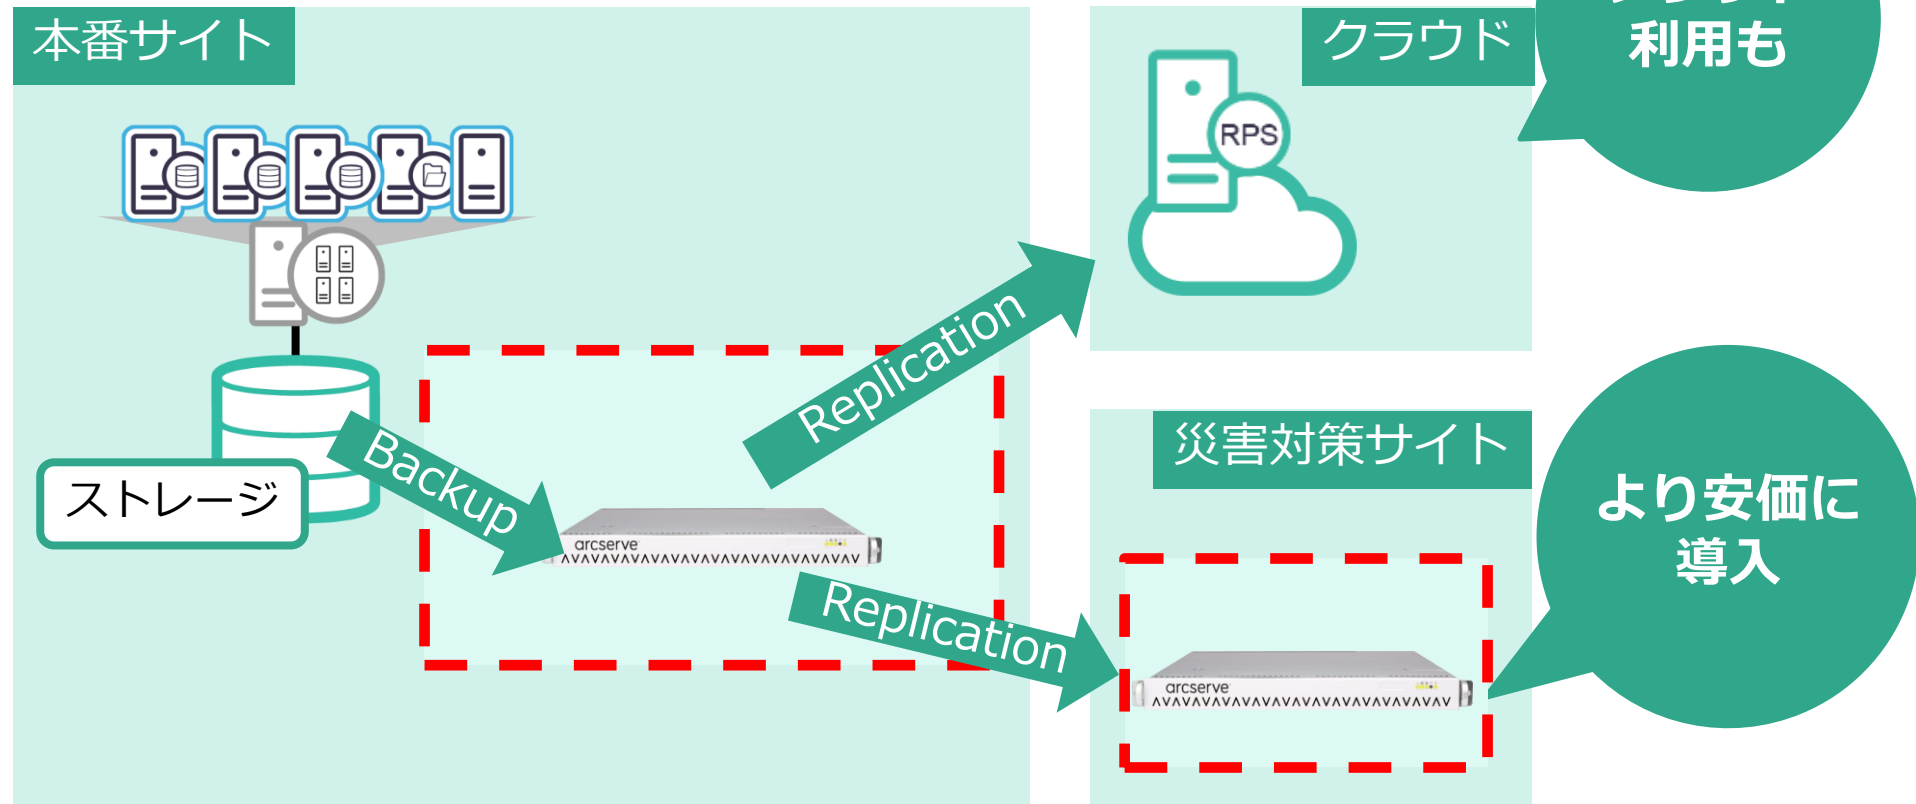 本番サイト
クラウド
利用も
RPS
Replication
Backup
ストレージ
arcserve
Replication
災害対策サイト
より安価に
導入
arcserve